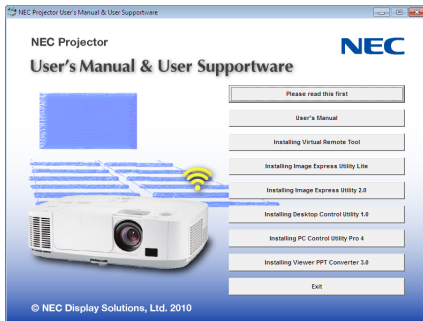 NEC Projector User's Manual & User Supportware
NEC Projector
NEC
User's Manual & User Supportware
Please read this first
User's Manual
Installing Virtual Remote Tool
Installing Image Express Utility Lite
Installing Image Express Utility 2.0
Installing Desktop Control Utility 1.0
Installing PC Control Utility Pro 4
Installing Viewer PPT Converter 3.0
Exit
© NEC Display Solutions, Ltd. 2010